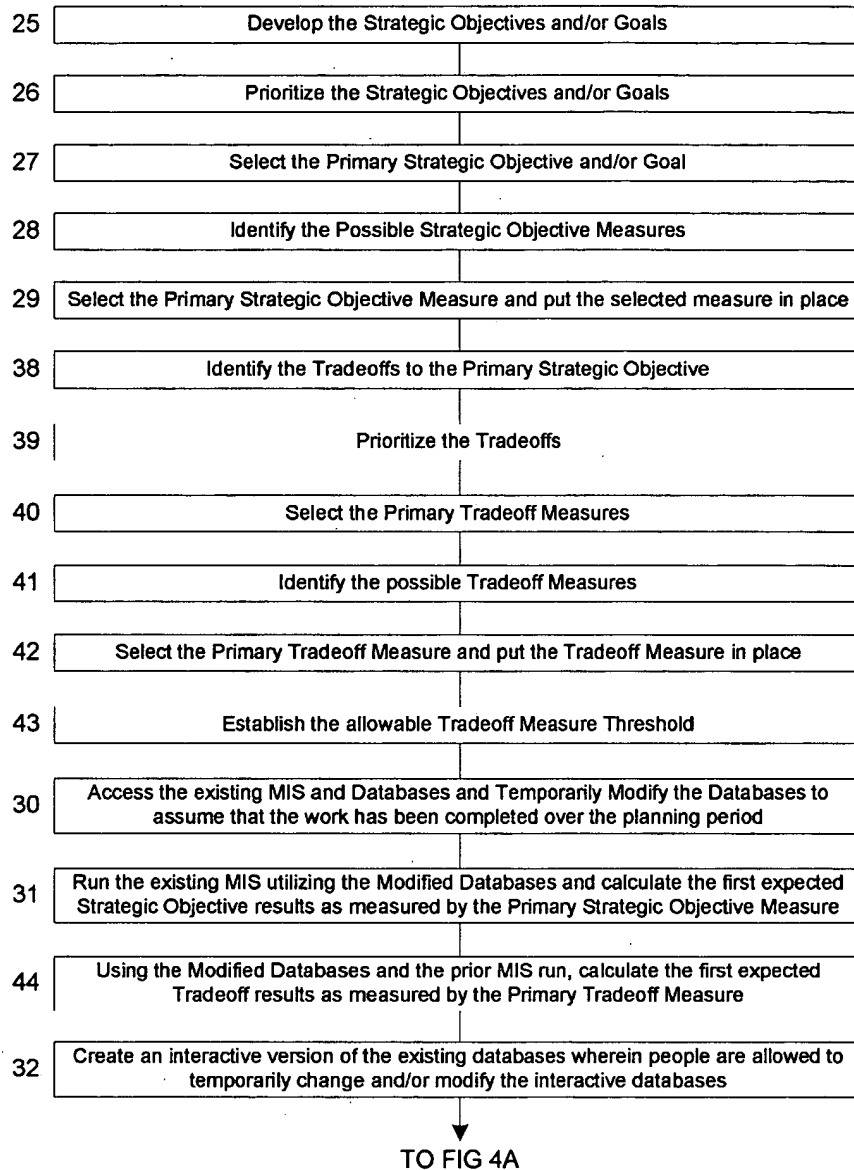 25 Develop the Strategic Objectives and/or Goals
26 Prioritize the Strategic Objectives and/or Goals
27 Select the Primary Strategic Objective and/or Goal
28 Identify the Possible Strategic Objective Measures
29 Select the Primary Strategic Objective Measure and put the selected measure in place
38 Identify the Tradeoffs to the Primary Strategic Objective
39 Prioritize the Tradeoffs
40 Select the Primary Tradeoff Measures
41 Identify the possible Tradeoff Measures
42 Select the Primary Tradeoff Measure and put the Tradeoff Measure in place
43 Establish the allowable Tradeoff Measure Threshold
30 Access the existing MIS and Databases and Temporarily Modify the Databases to
assume that the work has been completed over the planning period
31 Run the existing MIS utilizing the Modified Databases and calculate the first expected
Strategic Objective results as measured by the Primary Strategic Objective Measure
44 Using the Modified Databases and the prior MIS run, calculate the first expected
Tradeoff results as measured by the Primary Tradeoff Measure
32 Create an interactive version of the existing databases wherein people are allowed to
temporarily change and/or modify the interactive databases
TO FIG 4A